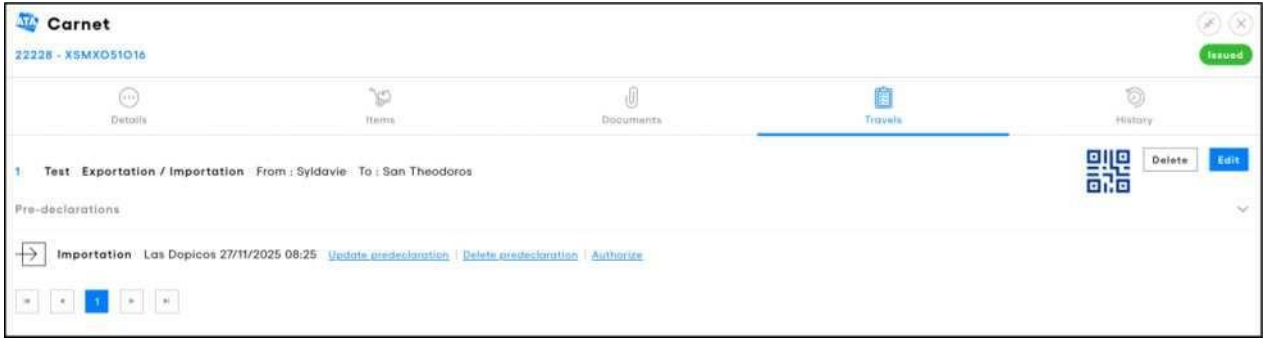 ATA Carnet
22228 - XSMXO51O16
Issued
Details
Items
Documents
Travels
History
1 Test Exportation / Importation From : Syldavie To : San Theodoros
Delete
Edit
Pre-declarations
Importation Las Dopicos 27/11/2025 08:25 Update predeclaration | Delete predeclaration | Authorize
1